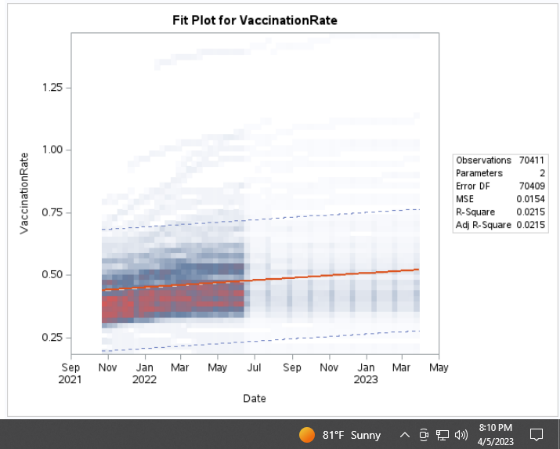 Fit Plot for VaccinationRate
1.25
1.00
0.75
0.50
0.25
VaccinationRate
Sep Nov Jan Mar May Jul Sep Nov Jan Mar May
2021 2022 2023
Date
Observations 70411
Parameters 2
Error DF 70409
MSE 0.0154
R-Square 0.0215
Adj R-Square 0.0215
81°F Sunny
8:10 PM
4/5/2023